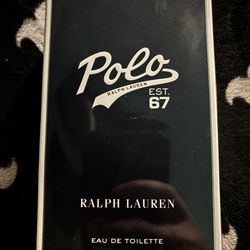 Polo
RALPH LAUREN
EST.
67
RALPH LAUREN
EAU DE TOILETTE